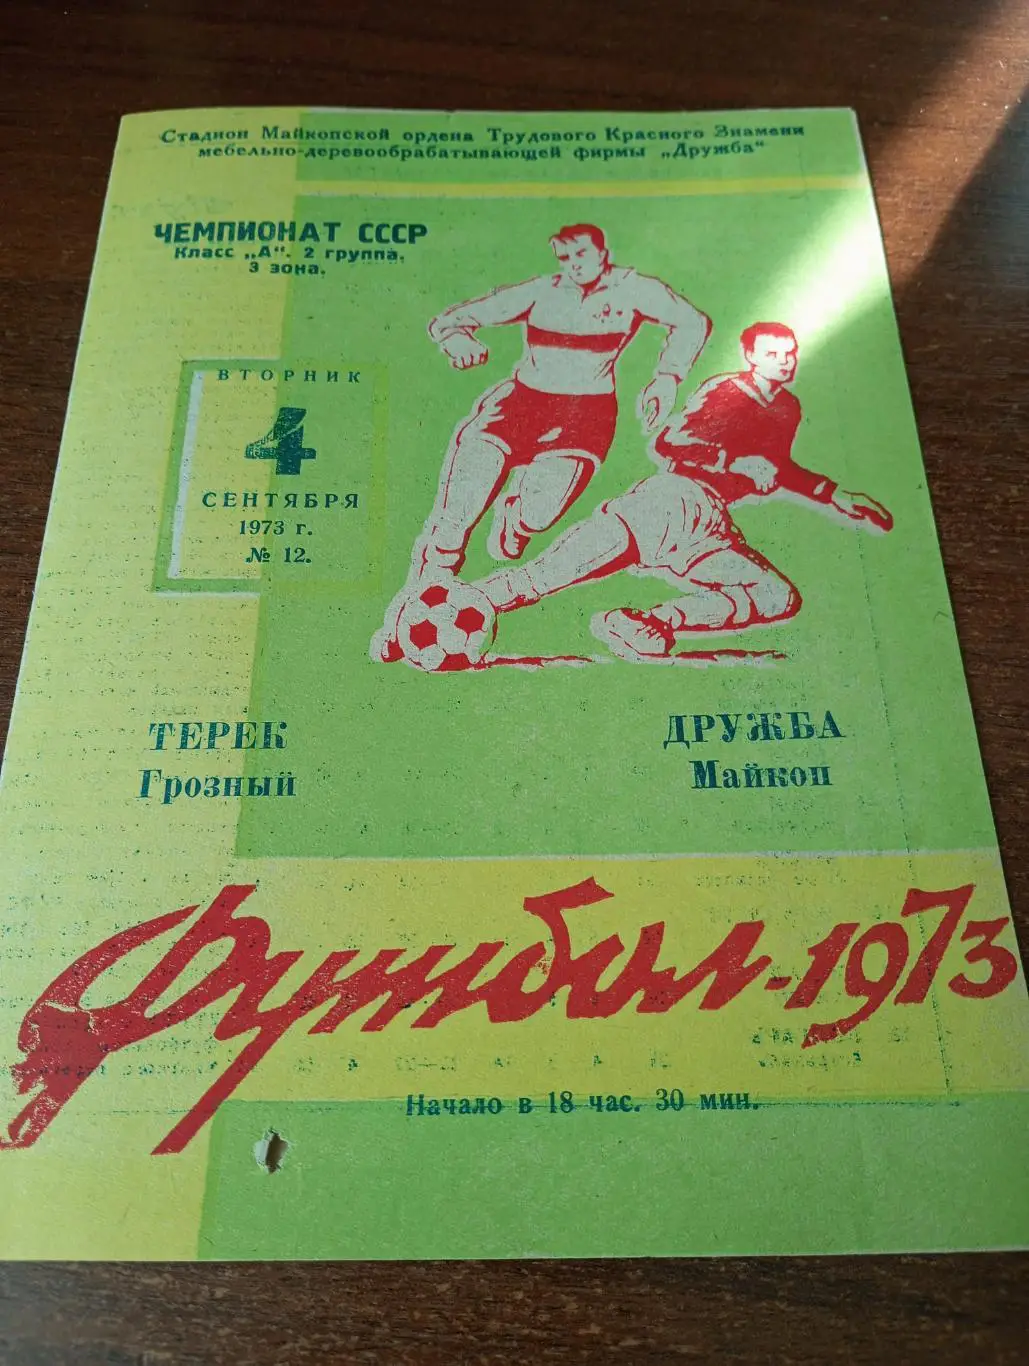 Стадион Майкопской ордена Трудового Красного Знамени
мебельно-деревообрабатывающей фирмы „Дружба“
ЧЕМПИОНАТ СССР
Класс „А“. 2 группа.
3 зона.
ВТОРНИК
4
СЕНТЯБРЯ
1973 г.
№ 12.
ТЕРЕК
Грозный
ДРУЖБА
Майкоп
Футбол-1973
Начало в 18 час. 30 мин.